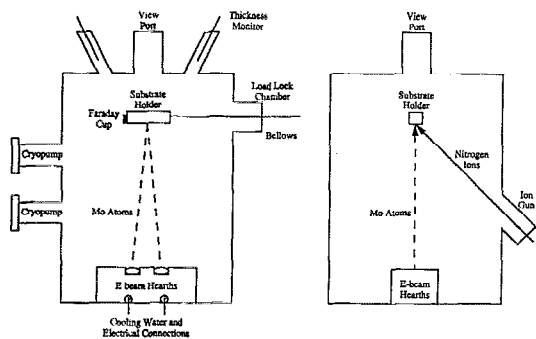 View
Port
Thickness
Monitor
Substrate
Holder
Faraday
Cup
Load Lock
Chamber
Bellows
Cryopump
Cryopump
Mo Atoms
E-beam Hearths
Cooling Water and
Electrical Connections
View
Port
Substrate
Holder
Nitrogen
Ions
Ion
Gun
Mo Atoms
E-beam
Hearths